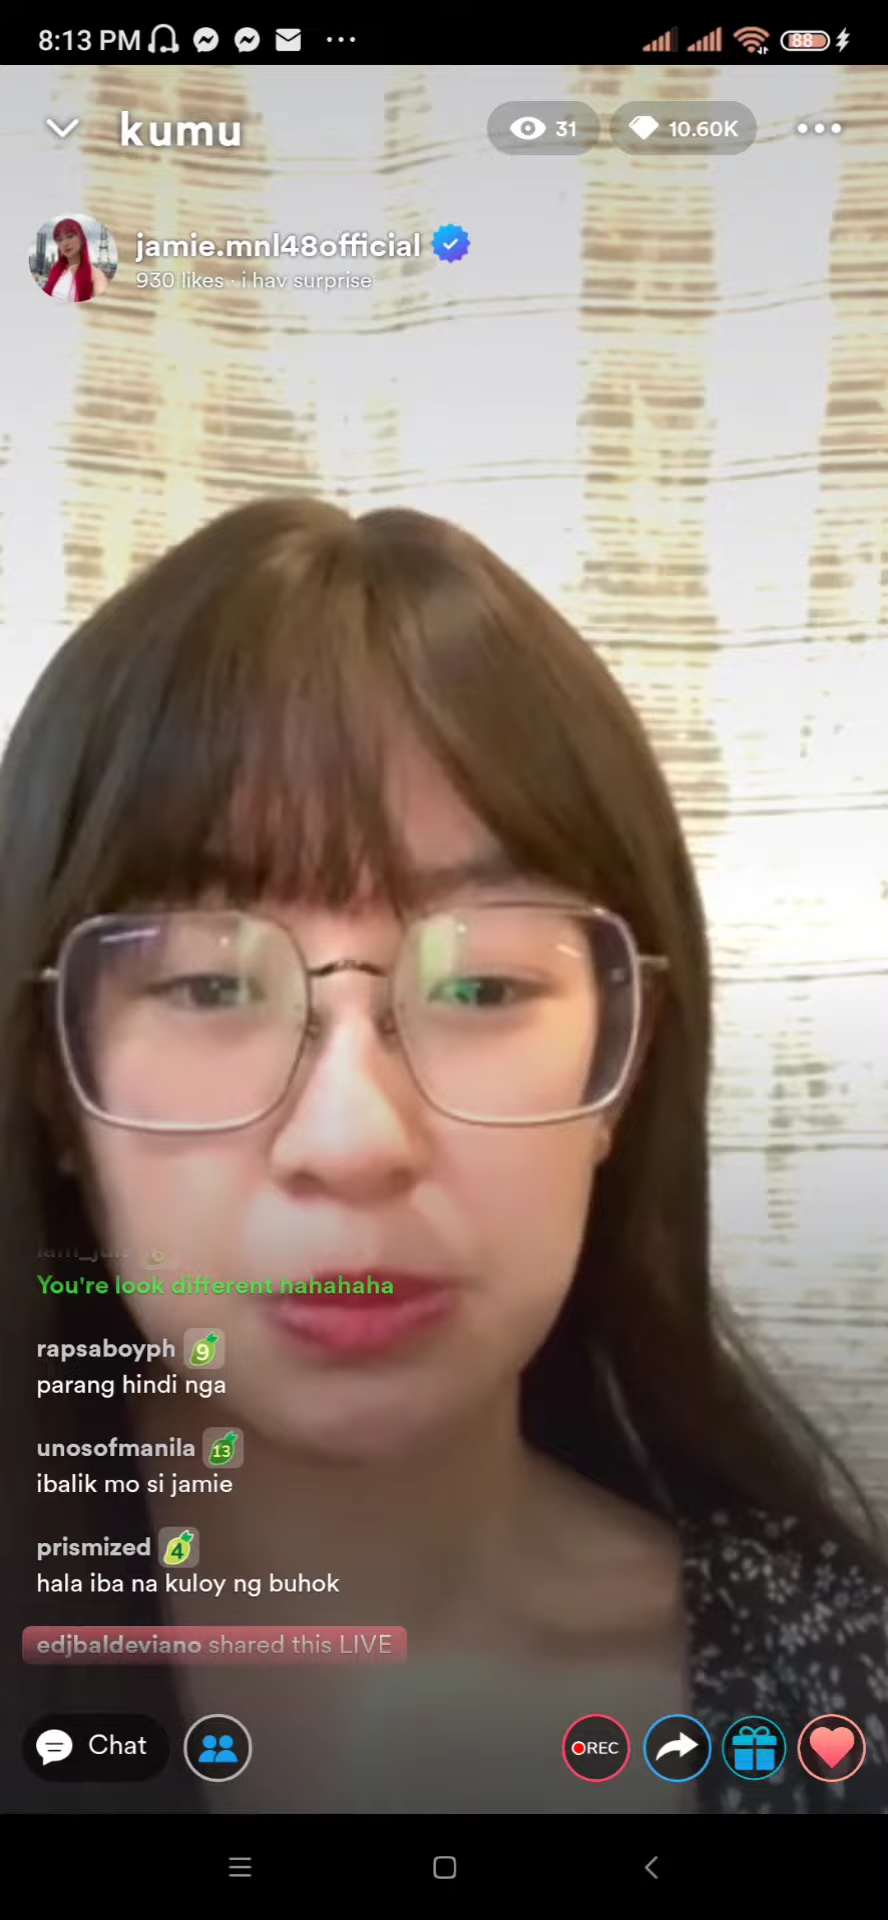 8:13 PM
88
kumu
31
10.60K
jamie.mnl48official
930 likes · i hav surprise
You're look different hahahaha
rapsaboyph 9
parang hindi nga
unosofmanila 13
ibalik mo si jamie
prismized 4
hala iba na kuloy ng buhok
edjbaldeviano shared this LIVE
Chat
REC